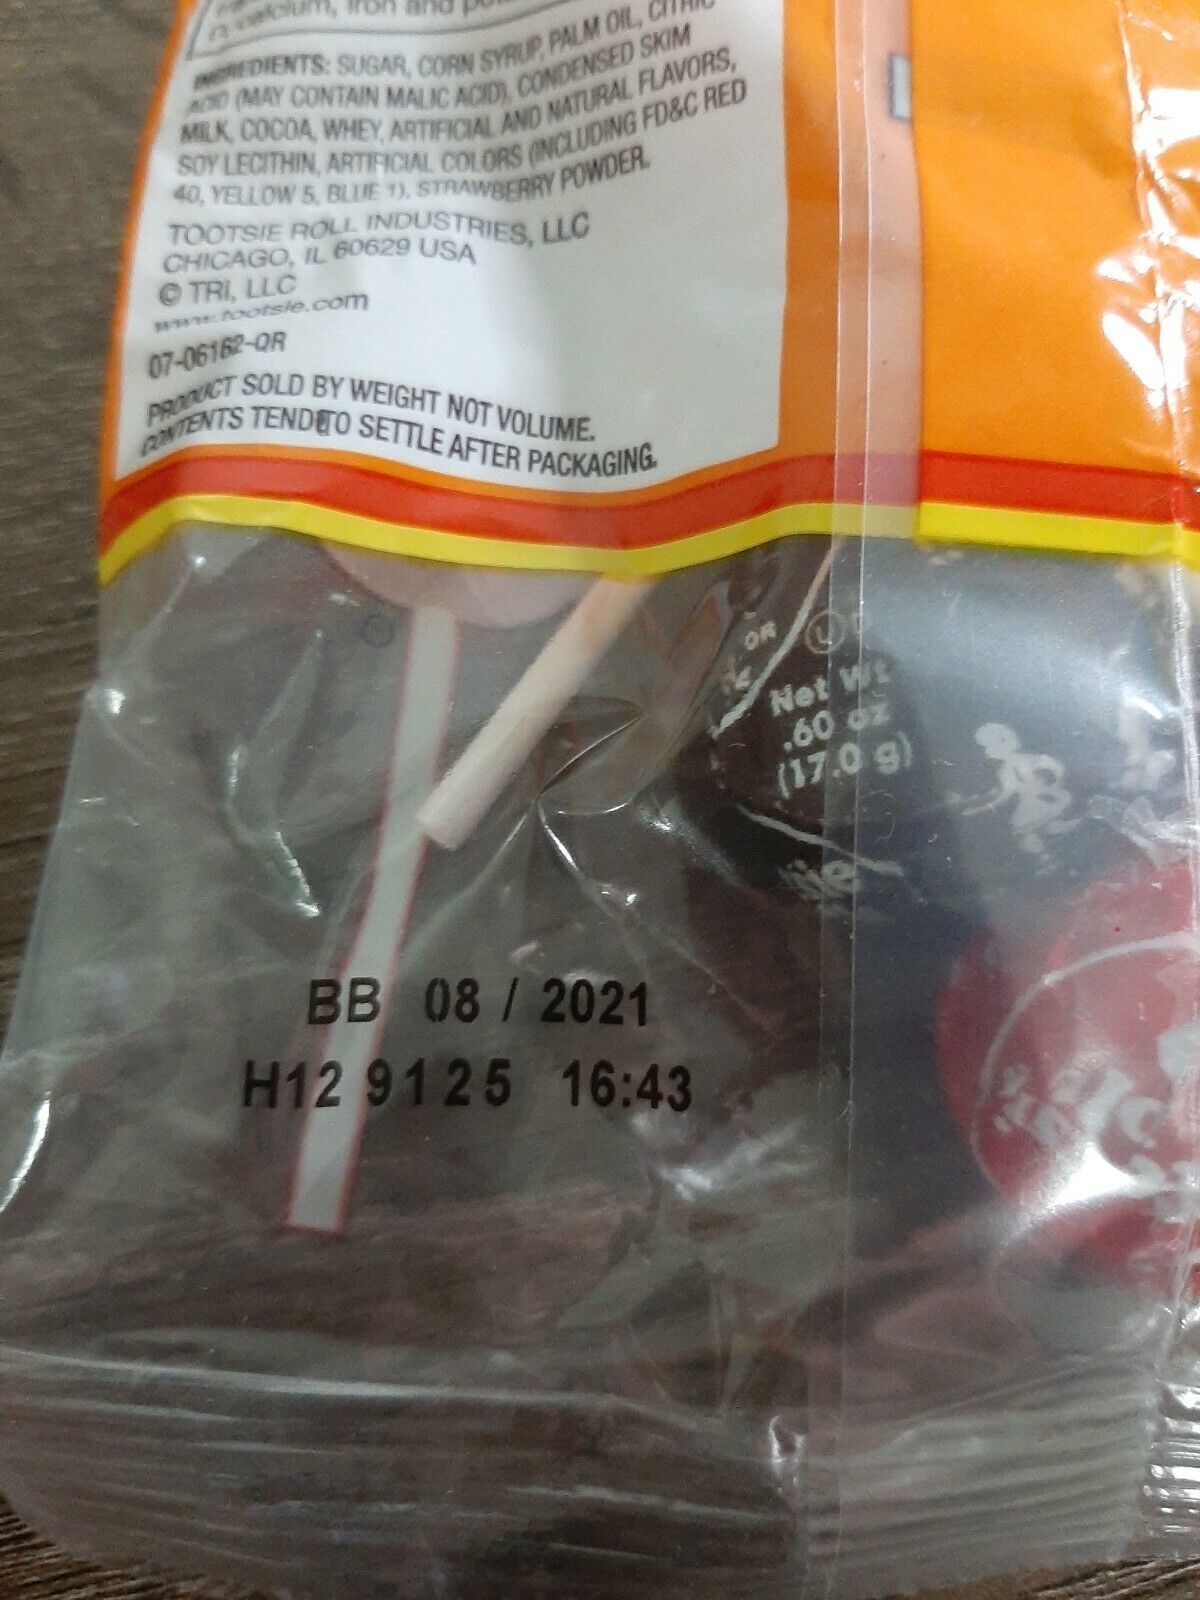 calcium, iron and
INGREDIENTS: SUGAR, CORN SYRUP, PALM OIL, CITRIC
ACID (MAY CONTAIN MALIC ACID), CONDENSED SKIM
MILK, COCOA, WHEY, ARTIFICIAL AND NATURAL FLAVORS,
SOY LECITHIN, ARTIFICIAL COLORS (INCLUDING FD&C RED
40, YELLOW 5, BLUE 1), STRAWBERRY POWDER.
TOOTSIE ROLL INDUSTRIES, LLC
CHICAGO, IL 60629 USA
© TRI, LLC
www.tootsie.com
07-06162-QR
PRODUCT SOLD BY WEIGHT NOT VOLUME.
CONTENTS TEND TO SETTLE AFTER PACKAGING.
OR
Net Wt
.60 oz
(17.0 g)
BB 08 / 2021
H12 9125 16:43